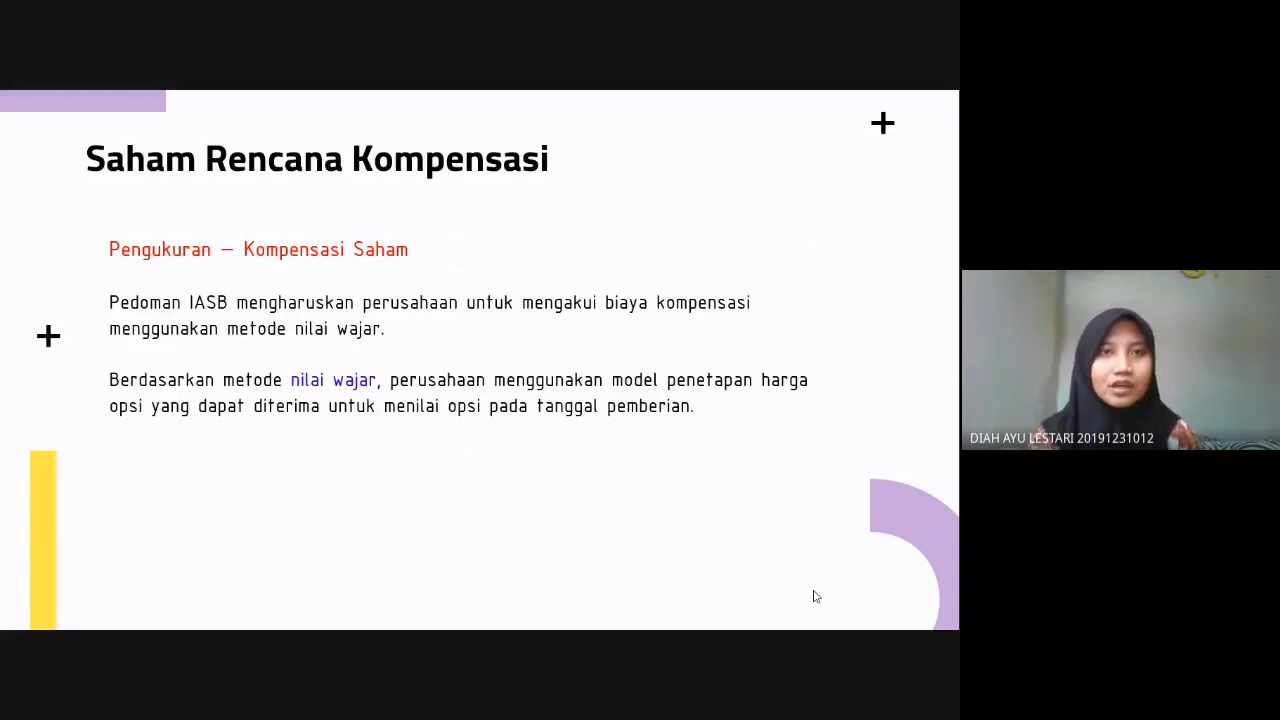 Saham Rencana Kompensasi
Pengukuran – Kompensasi Saham
Pedoman IASB mengharuskan perusahaan untuk mengakui biaya kompensasi
menggunakan metode nilai wajar.
Berdasarkan metode nilai wajar, perusahaan menggunakan model penetapan harga
opsi yang dapat diterima untuk menilai opsi pada tanggal pemberian.
DIAH AYU LESTARI 20191231012